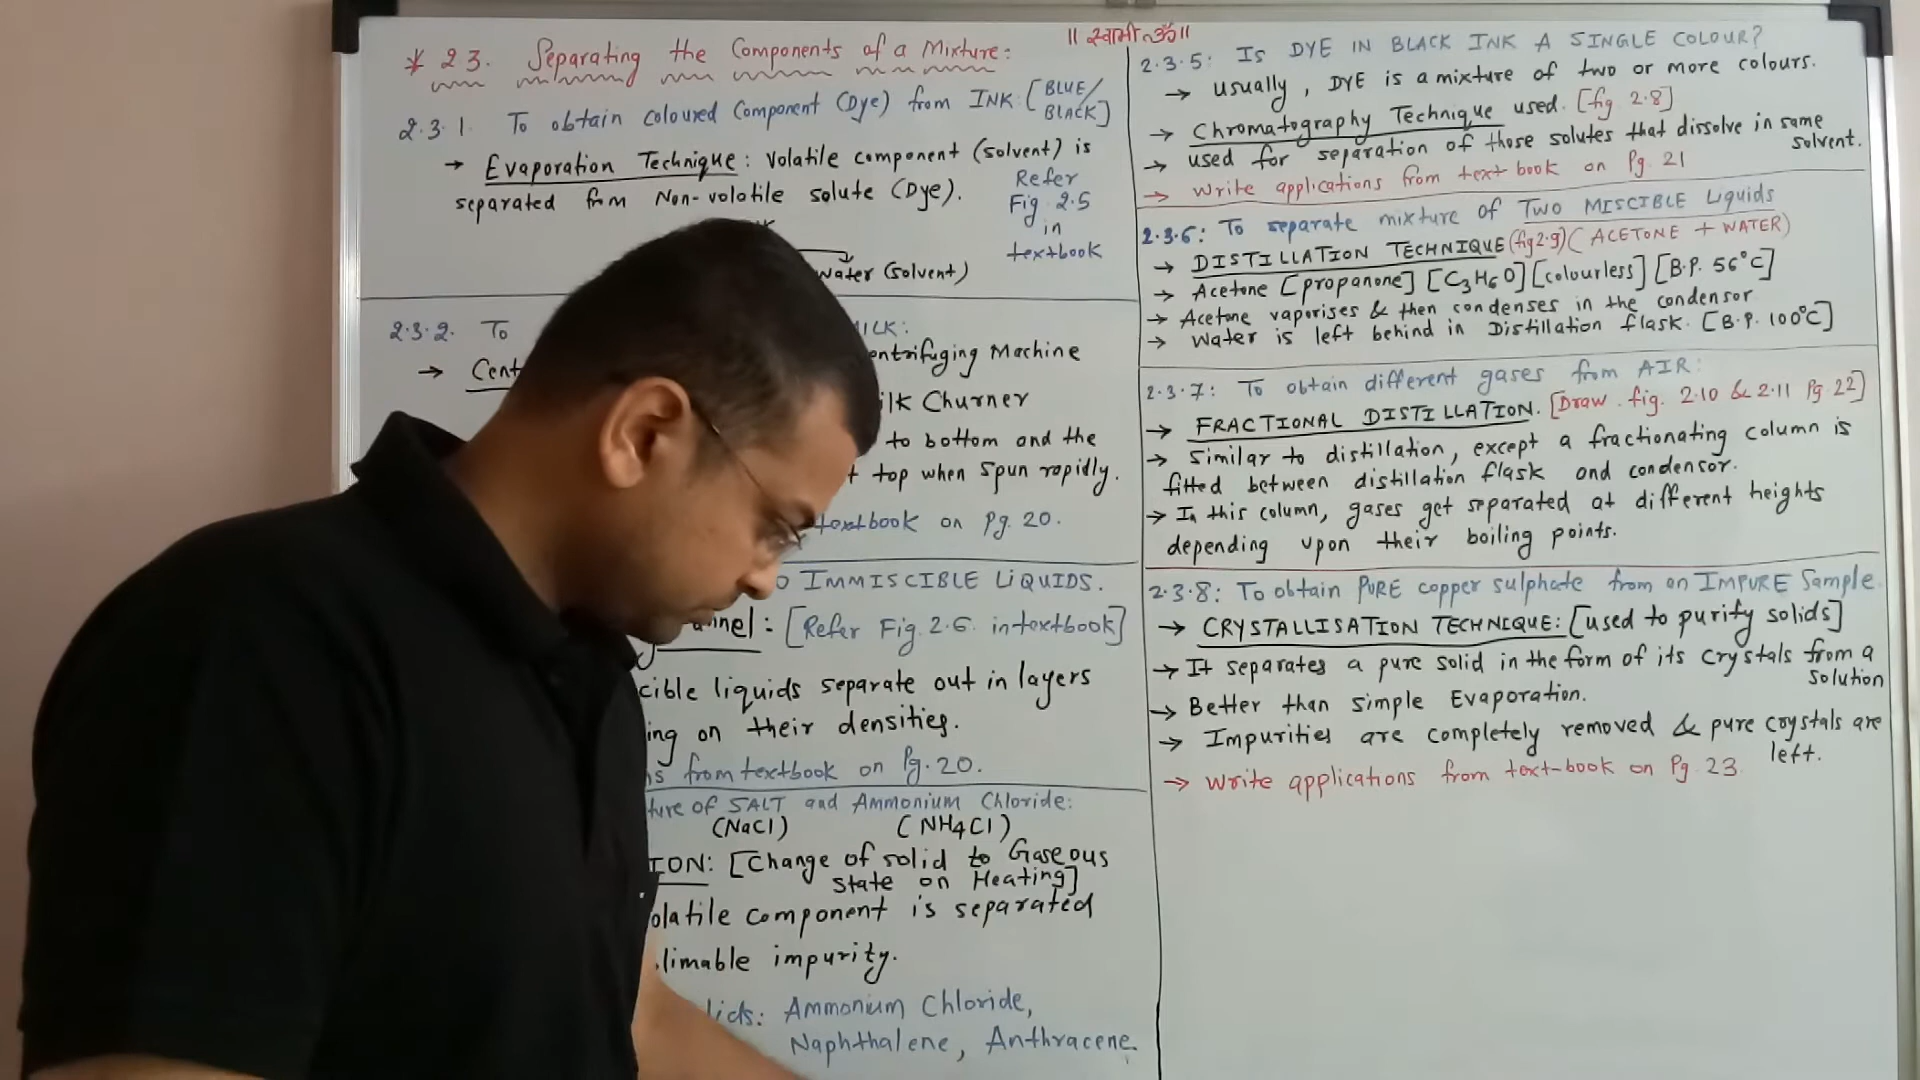 || स्वामी ॐ ||
* 2.3. Separating the Components of a Mixture:
2.3.1. To obtain coloured Component (Dye) from INK: [BLUE/
BLACK]
→ Evaporation Technique: Volatile component (solvent) is
separated from Non-volatile solute (Dye).
Refer
Fig 2.5
in
textbook
Water (solvent)
2.3.2. To
MILK:
→ Cent
entrifuging Machine
ilk Churner
to bottom and the
t top when spun rapidly.
textbook on Pg. 20.
O IMMISCIBLE LIQUIDS.
unnel: [Refer Fig. 2.6. in textbook]
cible liquids separate out in layers
ing on their densities.
ns from textbook on Pg. 20.
ture of SALT and Ammonium Chloride:
(NaCl) (NH4Cl)
ION: [Change of solid to Gaseous
state on Heating]
olatile component is separated
limable impurity.
lids: Ammonium Chloride,
Naphthalene, Anthracene.
2.3.5: IS DYE IN BLACK INK A SINGLE COLOUR?
→ usually, DYE is a mixture of two or more colours.
→ Chromatography Technique used. [fig 2.8]
→ used for separation of those solutes that dissolve in same
solvent.
→ Write applications from text book on Pg. 21
2.3.6: To separate mixture of TWO MISCIBLE Liquids
→ DISTILLATION TECHNIQUE (fig 2.9) (ACETONE + WATER)
→ Acetone [propanone] [C3H6O] [colourless] [B.P. 56°C]
→ Acetone vaporises & then condenses in the condensor
→ Water is left behind in Distillation flask. [B.P. 100°C]
2.3.7: To obtain different gases from AIR:
→ FRACTIONAL DISTILLATION. [Draw fig. 2.10 & 2.11 Pg 22]
→ Similar to distillation, except a fractionating column is
fitted between distillation flask and condensor.
→ In this column, gases get separated at different heights
depending upon their boiling points.
2.3.8: To obtain PURE copper sulphate from an IMPURE Sample.
→ CRYSTALLISATION TECHNIQUE: [used to purify solids]
→ It separates a pure solid in the form of its crystals from a
solution
→ Better than simple Evaporation.
→ Impurities are completely removed & pure crystals are
left.
→ Write applications from text-book on Pg. 23.